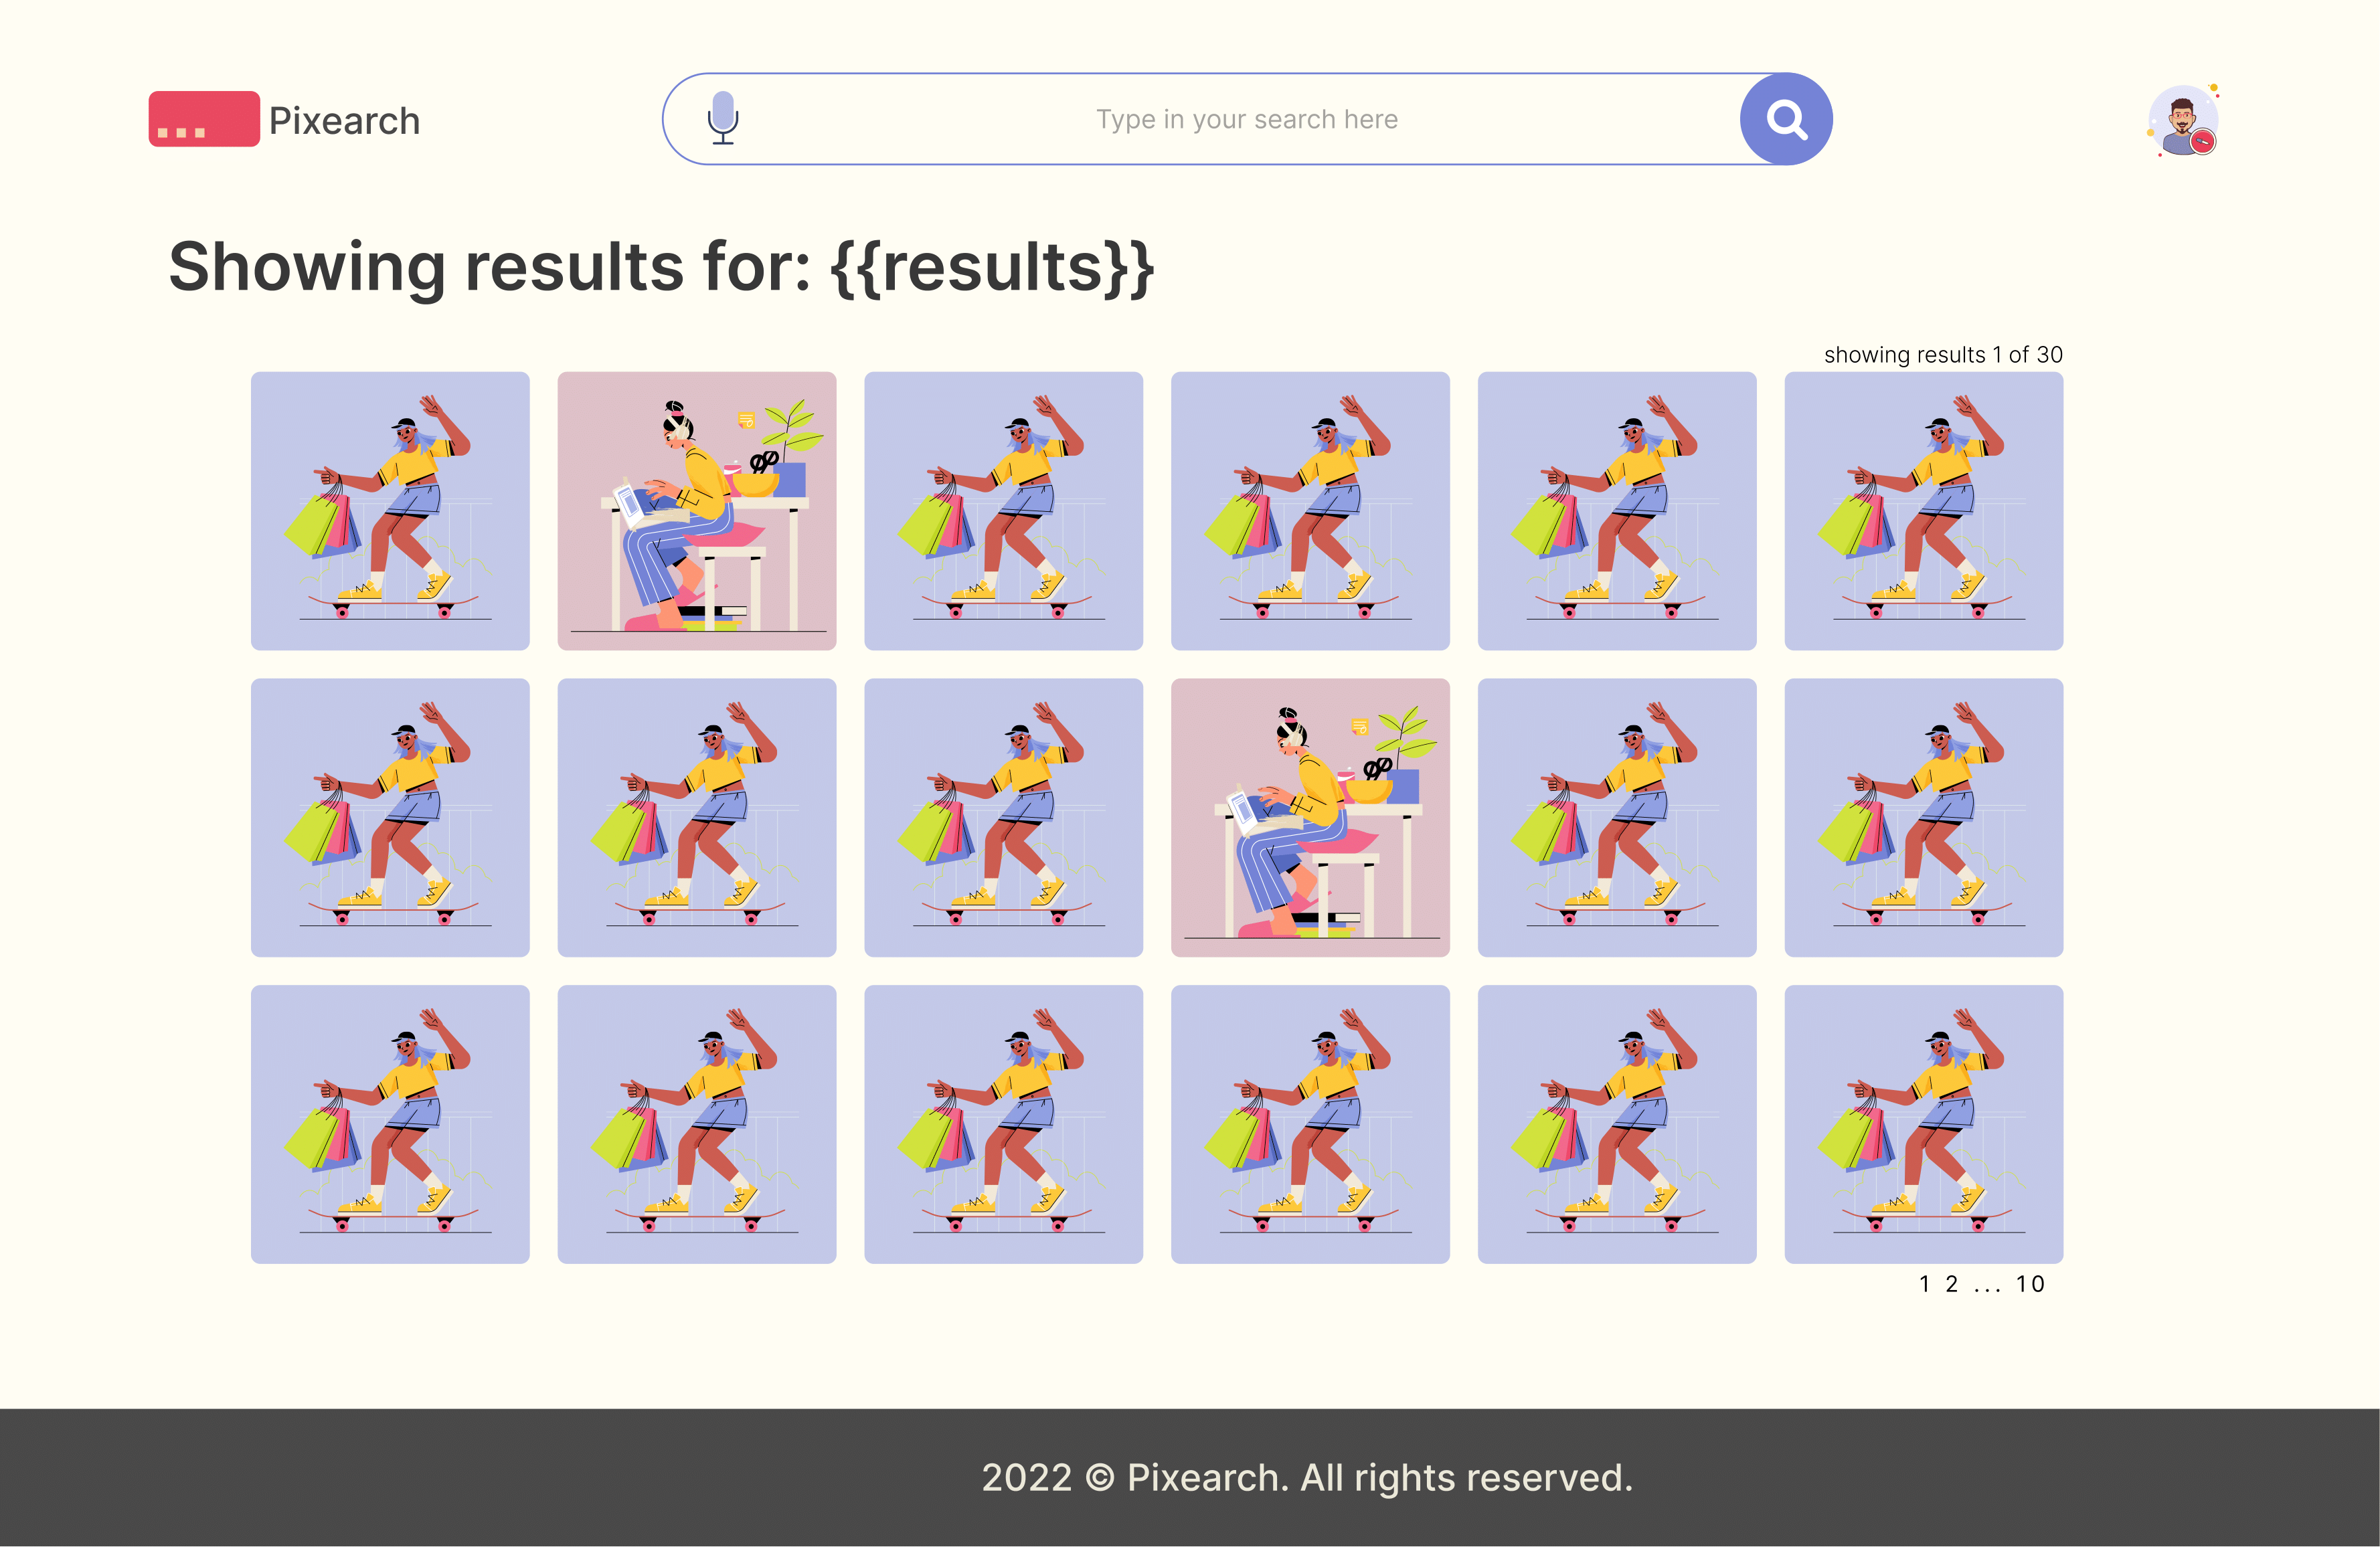 Pixearch
Type in your search here
Showing results for: {{results}}
showing results 1 of 30
1 2 ... 10
2022 © Pixearch. All rights reserved.